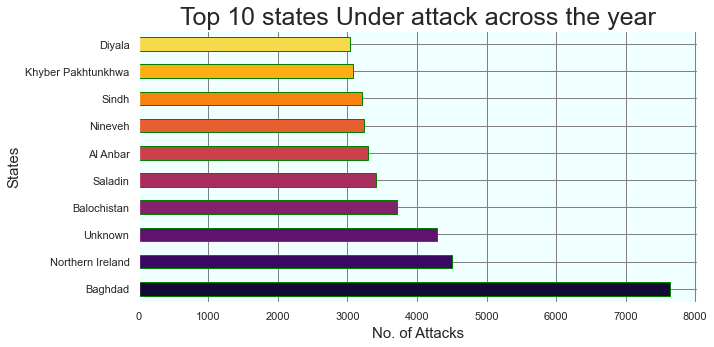 Top 10 states Under attack across the year
Diyala
Khyber Pakhtunkhwa
Sindh
Nineveh
Al Anbar
Saladin
Balochistan
Unknown
Northern Ireland
Baghdad
States
0 1000 2000 3000 4000 5000 6000 7000 8000
No. of Attacks